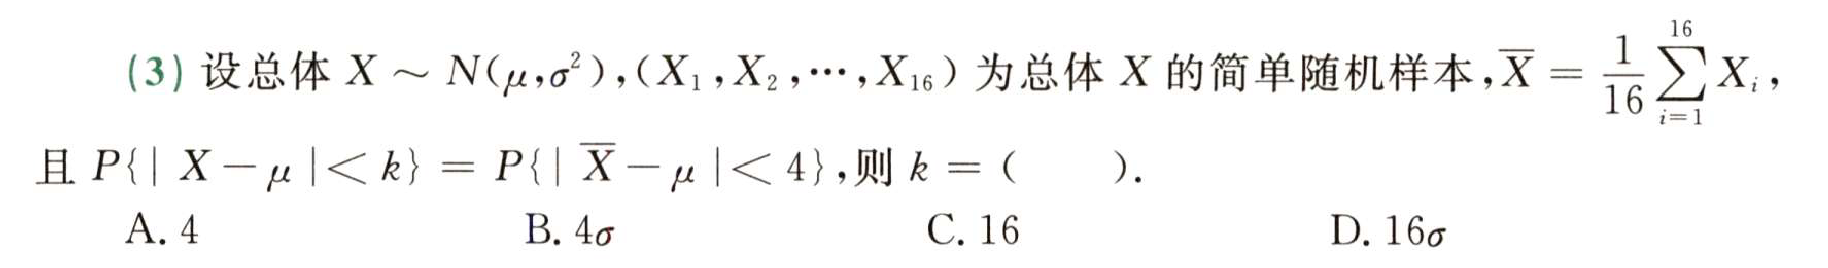 (3) 设总体 X ~ N(μ,σ²),(X₁,X₂,⋯,X₁₆) 为总体 X 的简单随机样本,X̄ = 1/16 ∑_{i=1}^{16} Xᵢ,
且 P{| X − μ |< k} = P{| X̄ − μ |< 4},则 k = (    ).
A. 4    B. 4σ    C. 16    D. 16σ